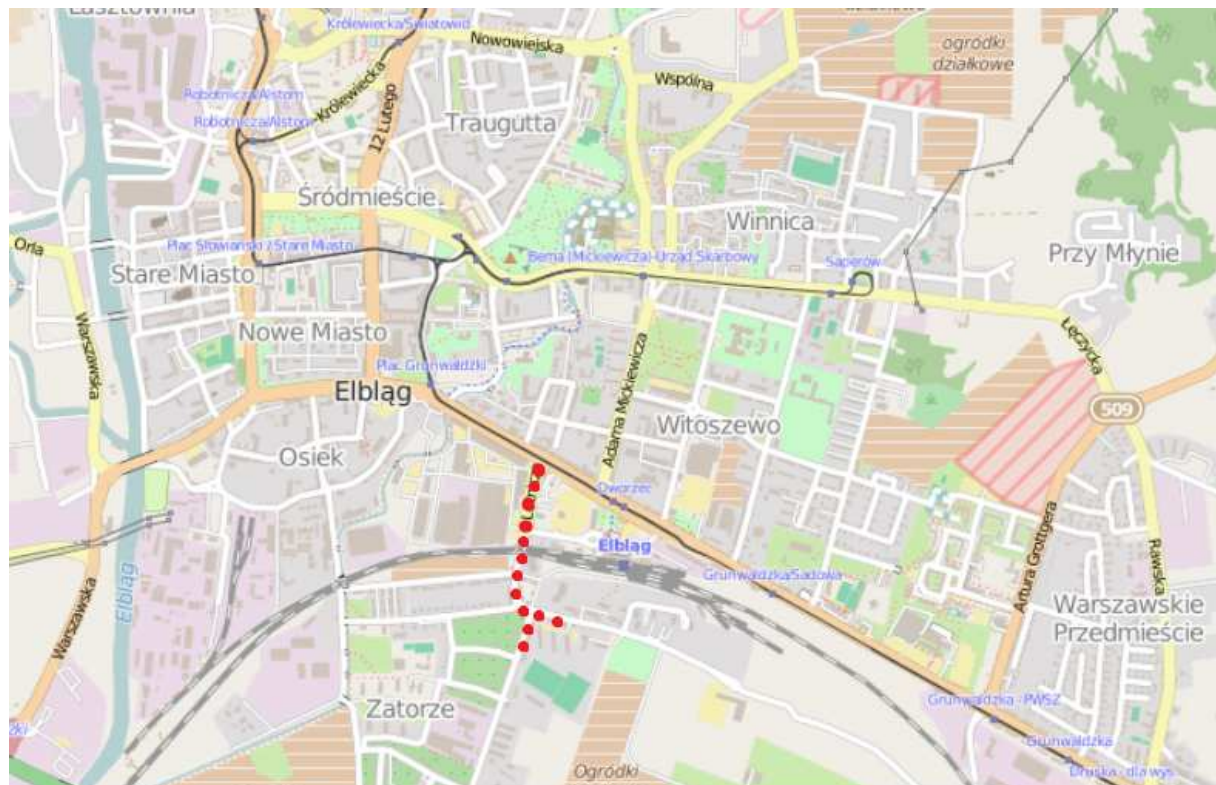 Łasztownia
Królewiecka/Światowid
Nowowiejska
ogródki
działkowe
Wspólna
Robotnicza/Alstom
Królewiecka
Robotnicza/Alstom
12 Lutego
Traugutta
Śródmieście
Winnica
Orla
Plac Słowiański / Stare Miasto
Stare Miasto
Bema (Mickiewicza)-Urząd Skarbowy
Saperów
Przy Młynie
Warszawska
Nowe Miasto
Adama Mickiewicza
Łęczycka
Plac Grunwaldzki
Elbląg
509
Witoszewo
Osiek
Dworzec
Elbląg
Elbląg
Grunwaldzka/Sadowa
Artura Grottgera
Rawska
Warszawska
Warszawskie
Przedmieście
Zatorze
Grunwaldzka -PWSZ
Grunwaldzka
Druska - dla wys
Ogródki